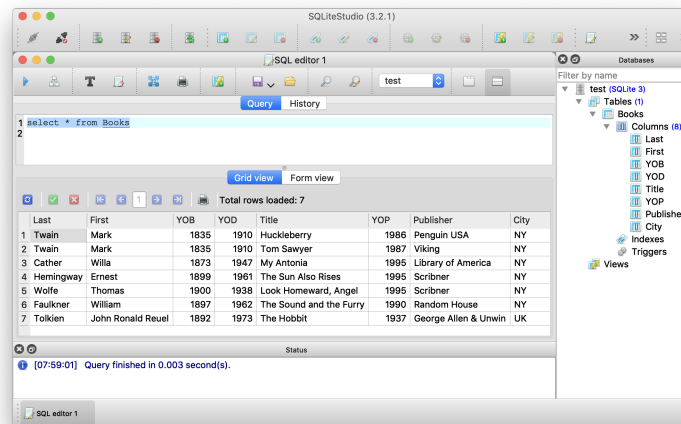 SQLiteStudio (3.2.1)
SQL editor 1
test
Query History
1 select * from Books
2
Grid view Form view
1 Total rows loaded: 7
Last First YOB YOD Title YOP Publisher City
1 Twain Mark 1835 1910 Huckleberry 1986 Penguin USA NY
2 Twain Mark 1835 1910 Tom Sawyer 1987 Viking NY
3 Cather Willa 1873 1947 My Antonia 1995 Library of America NY
4 Hemingway Ernest 1899 1961 The Sun Also Rises 1995 Scribner NY
5 Wolfe Thomas 1900 1938 Look Homeward, Angel 1995 Scribner NY
6 Faulkner William 1897 1962 The Sound and the Furry 1990 Random House NY
7 Tolkien John Ronald Reuel 1892 1973 The Hobbit 1937 George Allen & Unwin UK
Status
[07:59:01] Query finished in 0.003 second(s).
SQL editor 1
Databases
Filter by name
test (SQLite 3)
Tables (1)
Books
Columns (8)
Last
First
YOB
YOD
Title
YOP
Publishe
City
Indexes
Triggers
Views